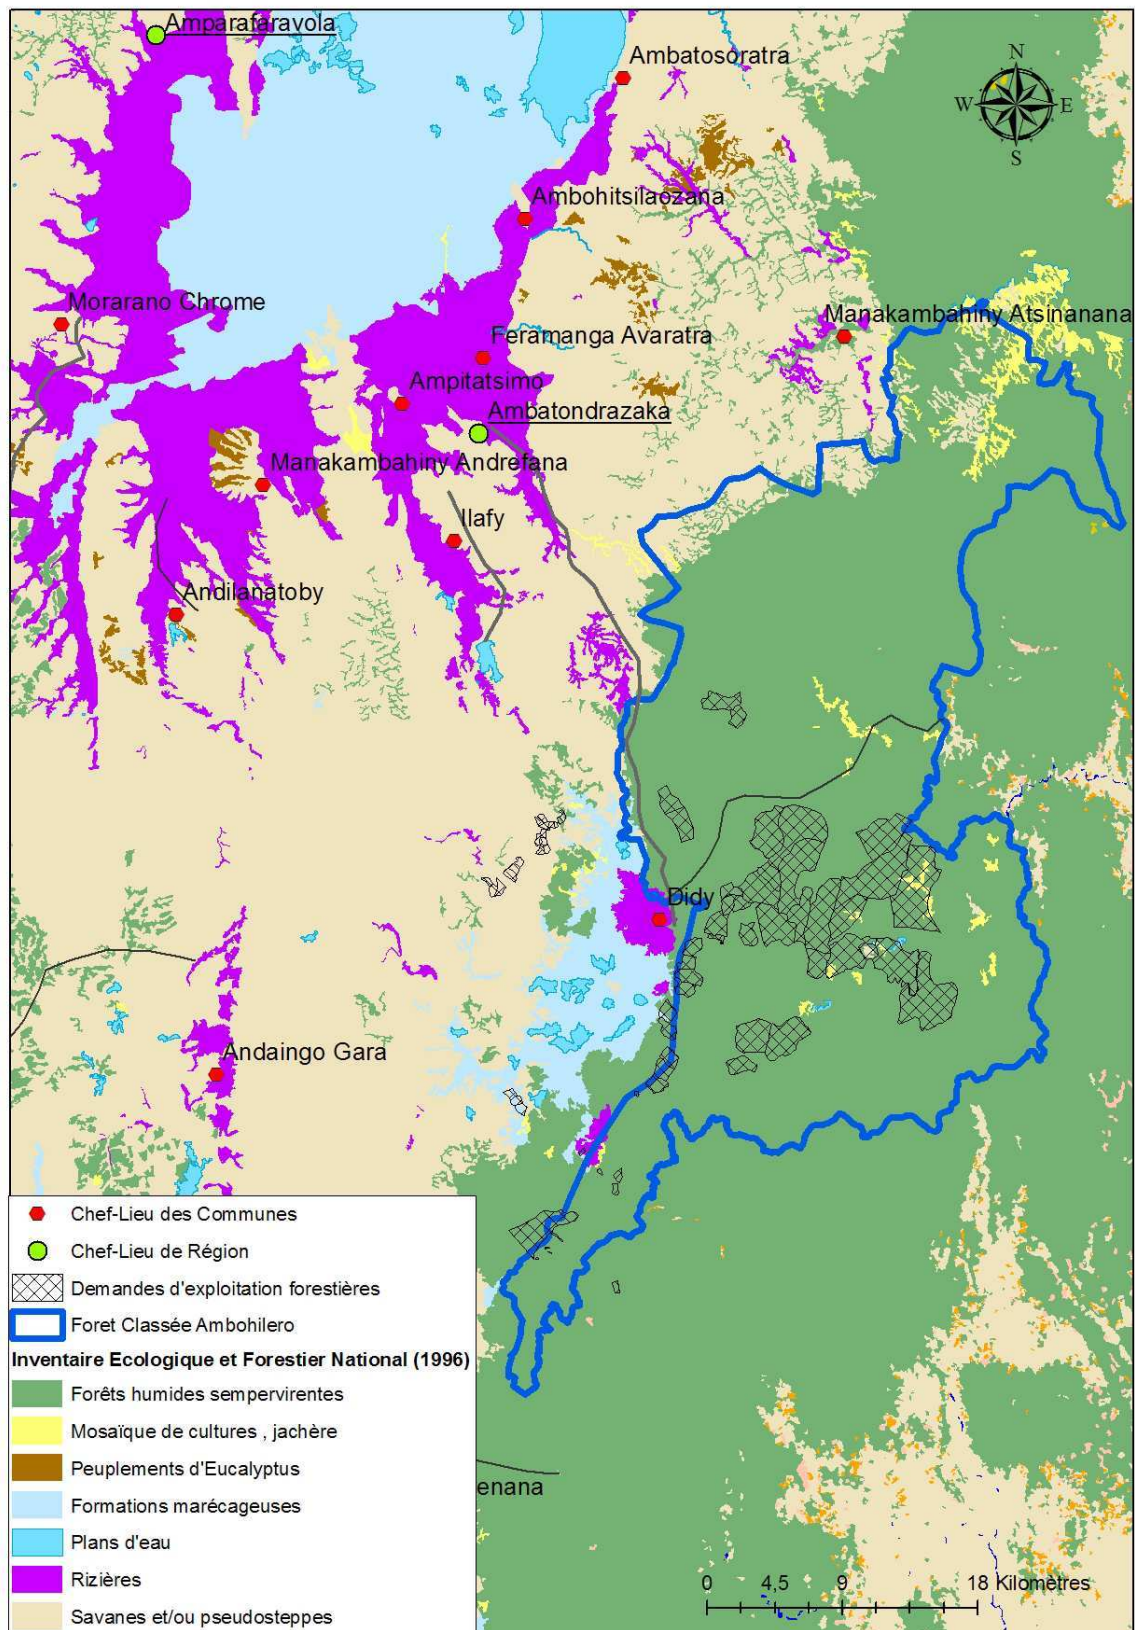 Amparafaravola
Ambatosoratra
N
W
E
S
Ambohitsilaozana
Morarano Chrome
Manakambahiny Atsinanana
Feramanga Avaratra
Ampitatsimo
Ambatondrazaka
Manakambahiny Andrefana
Ilafy
Andilanatoby
Didy
Andaingo Gara
Chef-Lieu des Communes
Chef-Lieu de Région
Demandes d'exploitation forestières
Foret Classée Ambohilero
Inventaire Ecologique et Forestier National (1996)
Forêts humides sempervirentes
Mosaïque de cultures , jachère
Peuplements d'Eucalyptus
Formations marécageuses
Plans d'eau
Rizières
Savanes et/ou pseudosteppes
enana
0 4,5 9 18 Kilomètres